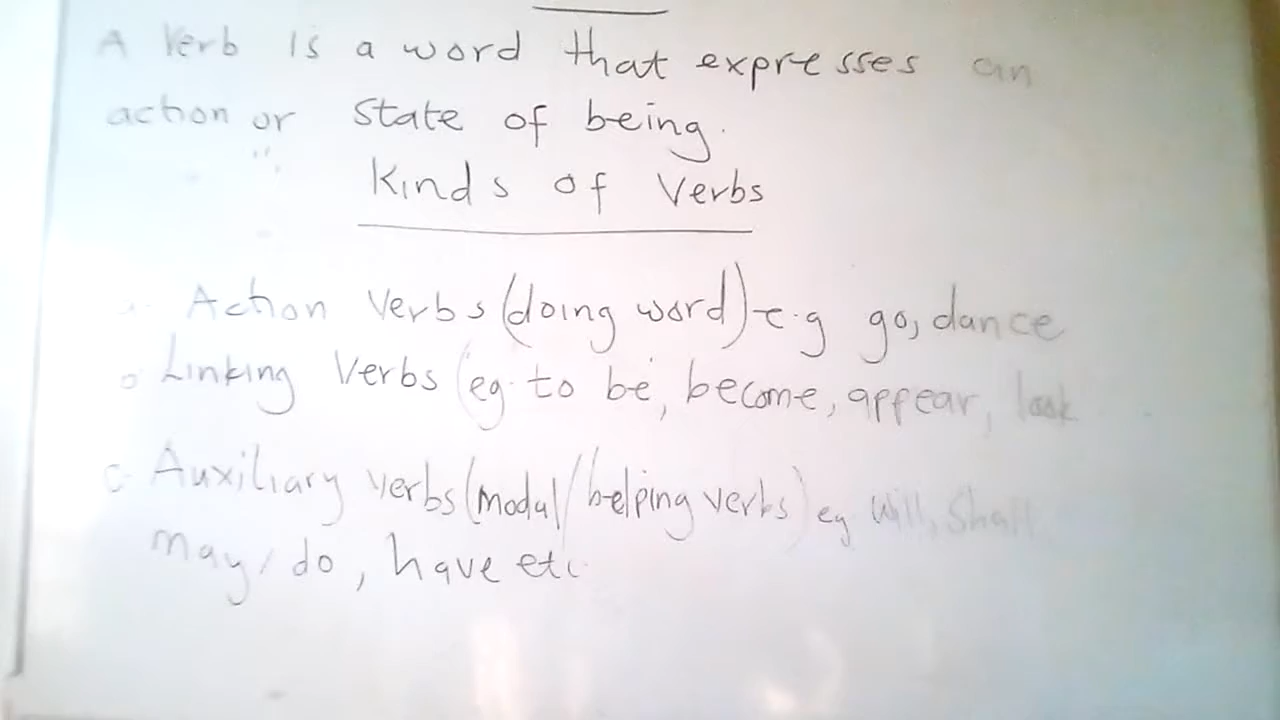 A Verb is a word that expresses an
action or state of being.
Kinds of Verbs
Action Verbs (doing word) e.g go, dance
Linking Verbs (eg. to be, become, appear, look
c. Auxiliary verbs (modal/helping verbs) eg Will, Shall
may, do, have etc